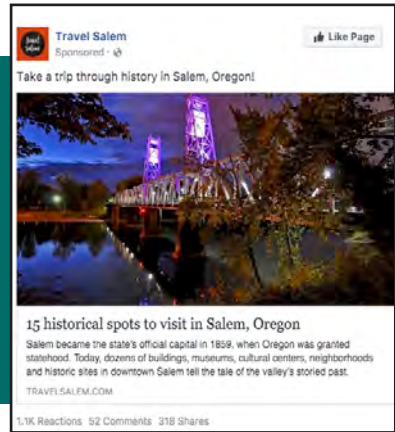 Travel Salem
Like Page
Sponsored ·
Take a trip through history in Salem, Oregon!
15 historical spots to visit in Salem, Oregon
Salem became the state's official capital in 1859, when Oregon was granted
statehood. Today, dozens of buildings, museums, cultural centers, neighborhoods
and historic sites in downtown Salem tell the tale of the valley's storied past.
TRAVELSALEM.COM
1.1K Reactions 52 Comments 318 Shares